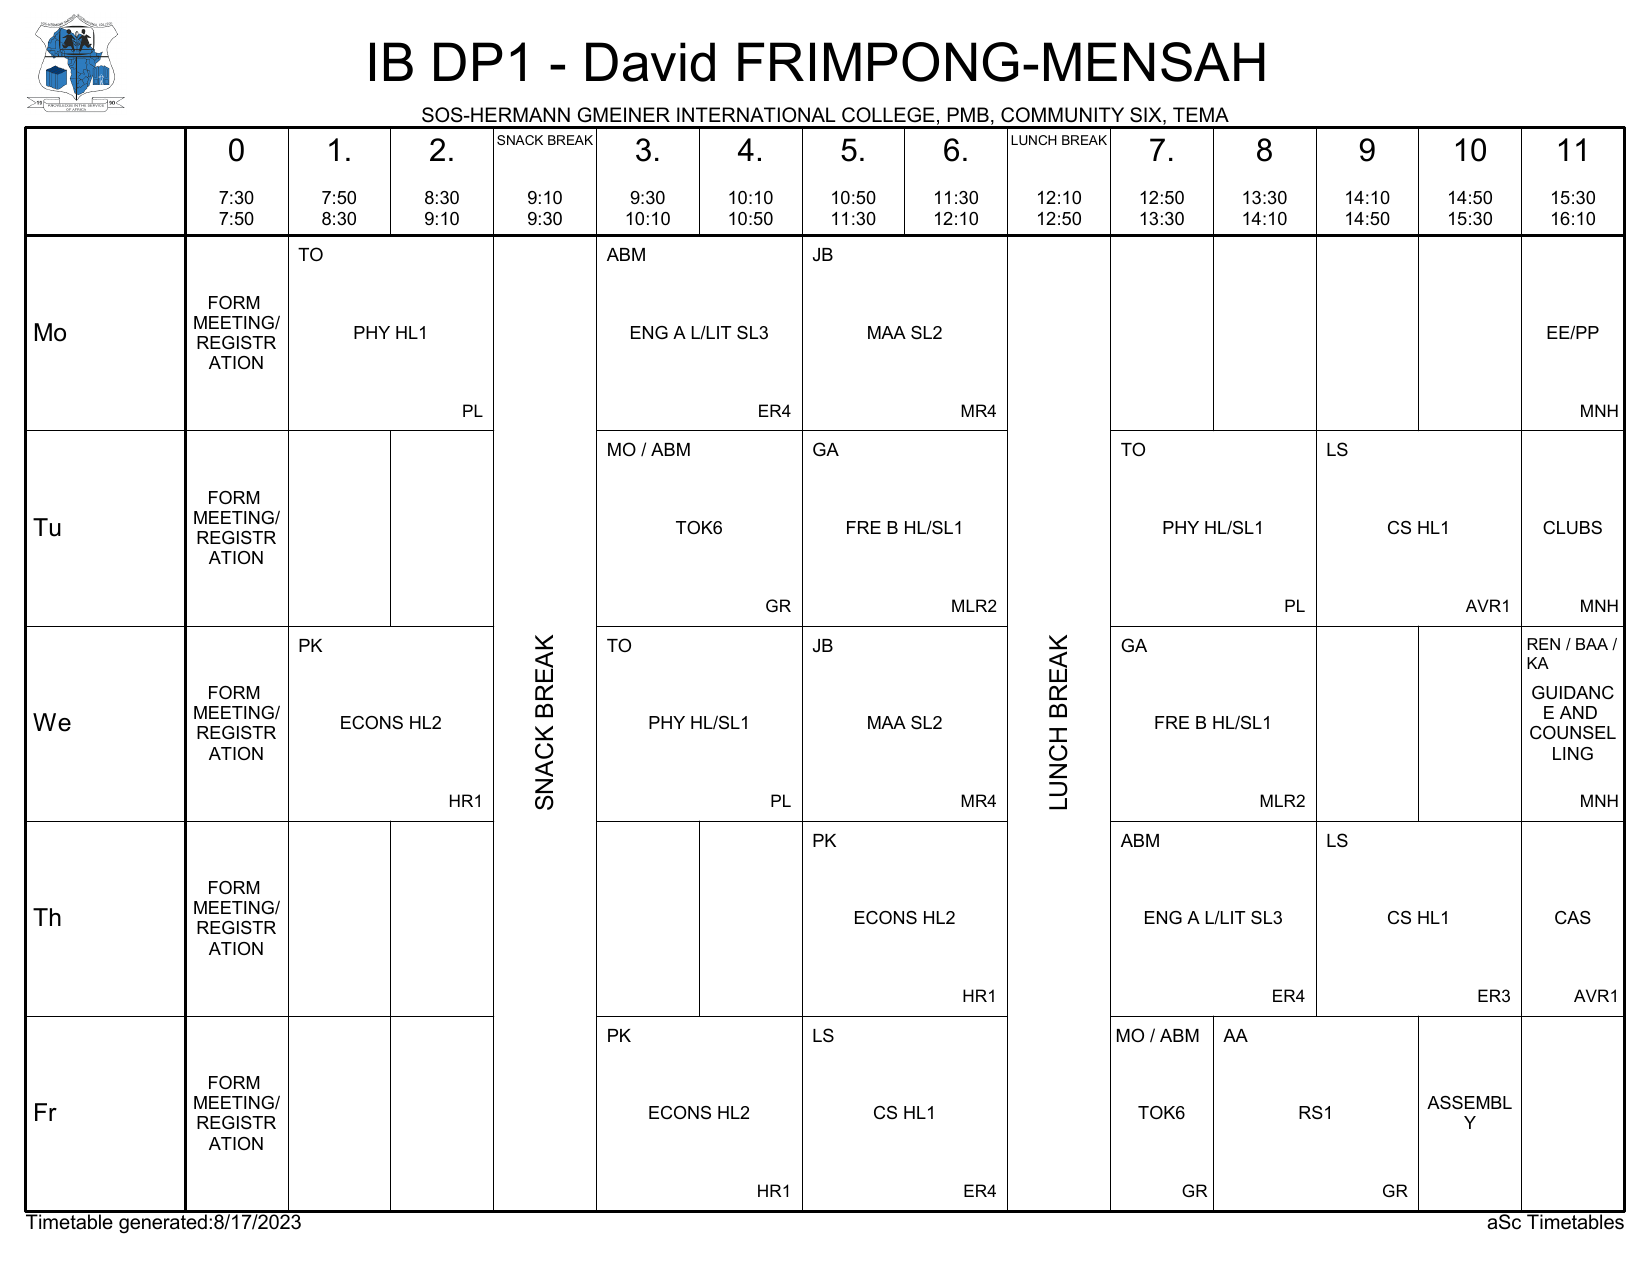 IB DP1 - David FRIMPONG-MENSAH
SOS-HERMANN GMEINER INTERNATIONAL COLLEGE, PMB, COMMUNITY SIX, TEMA
KNOWLEDGE IN THE SERVICE
OF AFRICA
19 90
0 1. 2. SNACK BREAK 3. 4. 5. 6. LUNCH BREAK 7. 8 9 10 11
7:30 7:50 8:30 9:10 9:30 10:10 10:50 11:30 12:10 12:50 13:30 14:10 14:50 15:30
7:50 8:30 9:10 9:30 10:10 10:50 11:30 12:10 12:50 13:30 14:10 14:50 15:30 16:10
Mo
FORM
MEETING/
REGISTR
ATION
TO
PHY HL1
PL
ABM
ENG A L/LIT SL3
ER4
JB
MAA SL2
MR4
EE/PP
MNH
Tu
FORM
MEETING/
REGISTR
ATION
MO / ABM
TOK6
GR
GA
FRE B HL/SL1
MLR2
TO
PHY HL/SL1
PL
LS
CS HL1
AVR1
CLUBS
MNH
We
FORM
MEETING/
REGISTR
ATION
PK
ECONS HL2
HR1
SNACK BREAK
TO
PHY HL/SL1
PL
JB
MAA SL2
MR4
LUNCH BREAK
GA
FRE B HL/SL1
MLR2
REN / BAA /
KA
GUIDANC
E AND
COUNSEL
LING
MNH
Th
FORM
MEETING/
REGISTR
ATION
PK
ECONS HL2
HR1
ABM
ENG A L/LIT SL3
ER4
LS
CS HL1
ER3
CAS
AVR1
Fr
FORM
MEETING/
REGISTR
ATION
PK
ECONS HL2
HR1
LS
CS HL1
ER4
MO / ABM
TOK6
GR
AA
RS1
GR
ASSEMBL
Y
Timetable generated:8/17/2023
aSc Timetables